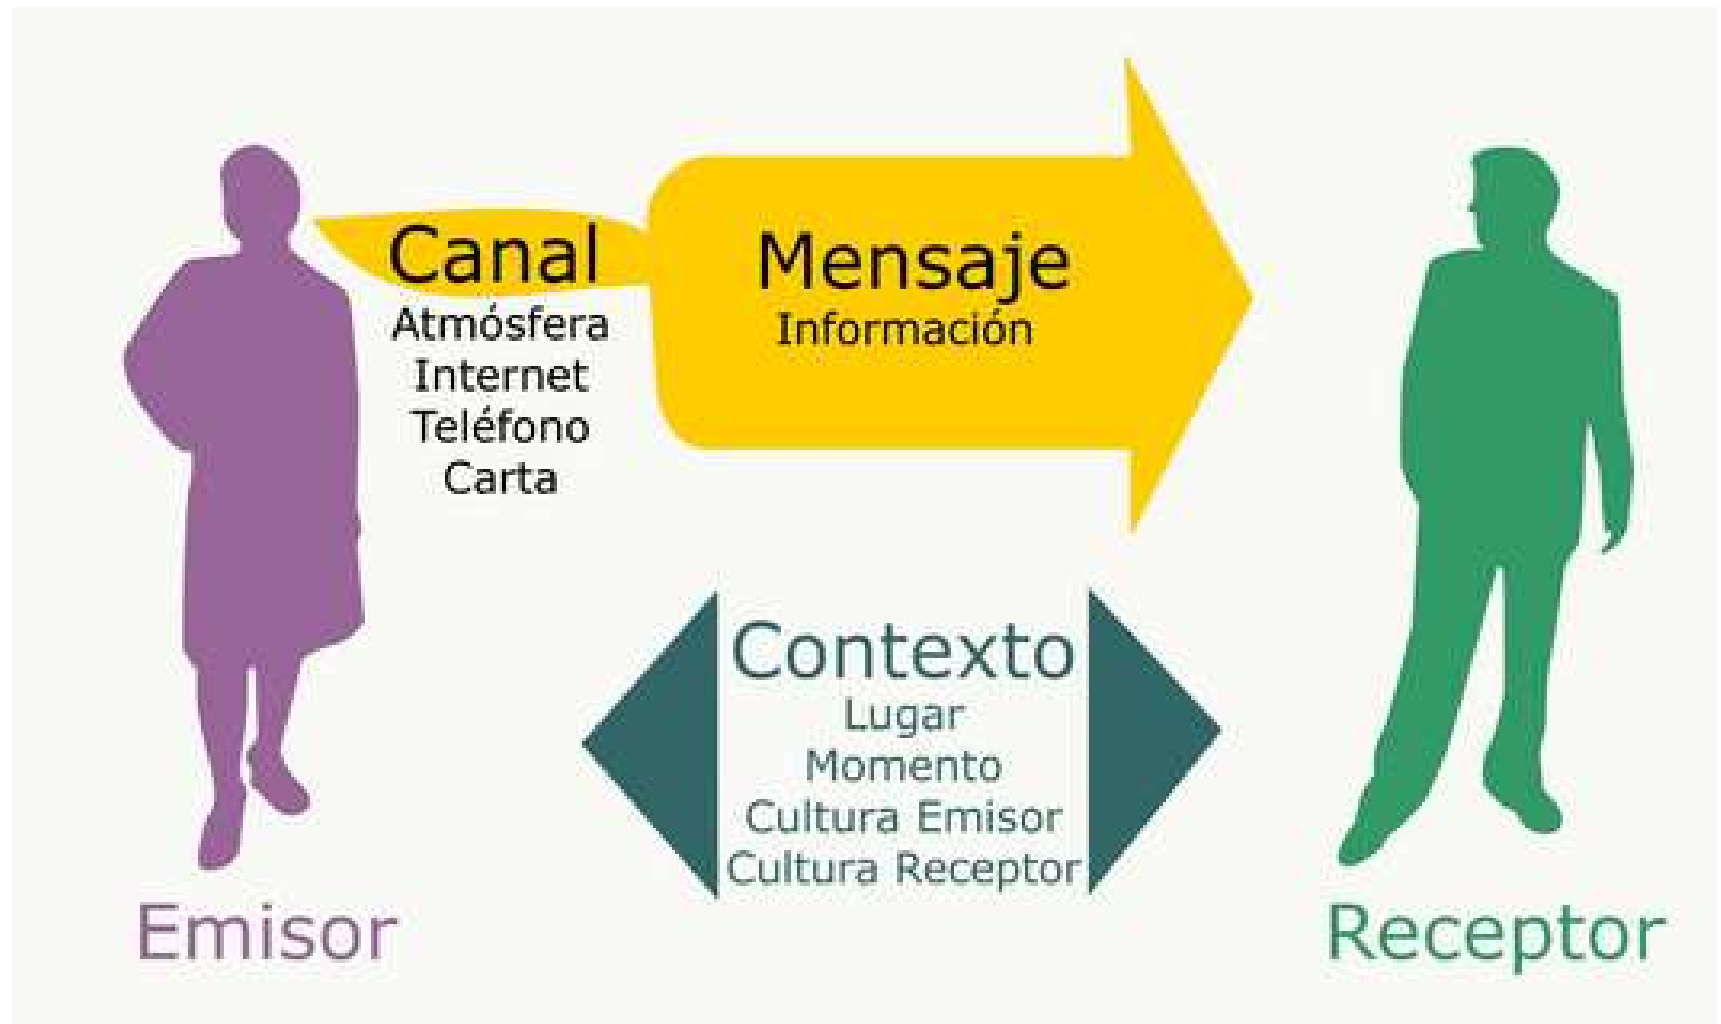 Canal
Atmósfera
Internet
Teléfono
Carta
Mensaje
Información
Contexto
Lugar
Momento
Cultura Emisor
Cultura Receptor
Emisor
Receptor